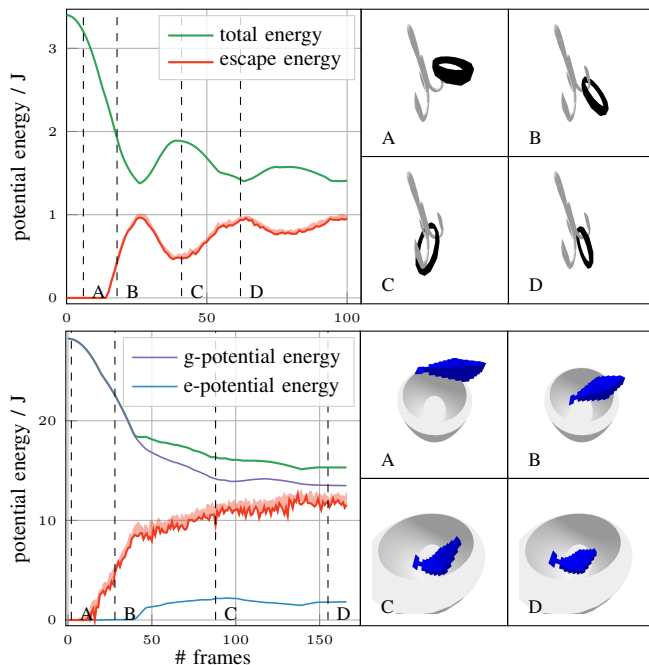 total energy
escape energy
potential energy / J
3
2
1
0
A
B
C
D
0
50
100
A
B
C
D
g-potential energy
e-potential energy
potential energy / J
20
10
0
A
B
C
D
0
50
100
150
# frames
A
B
C
D